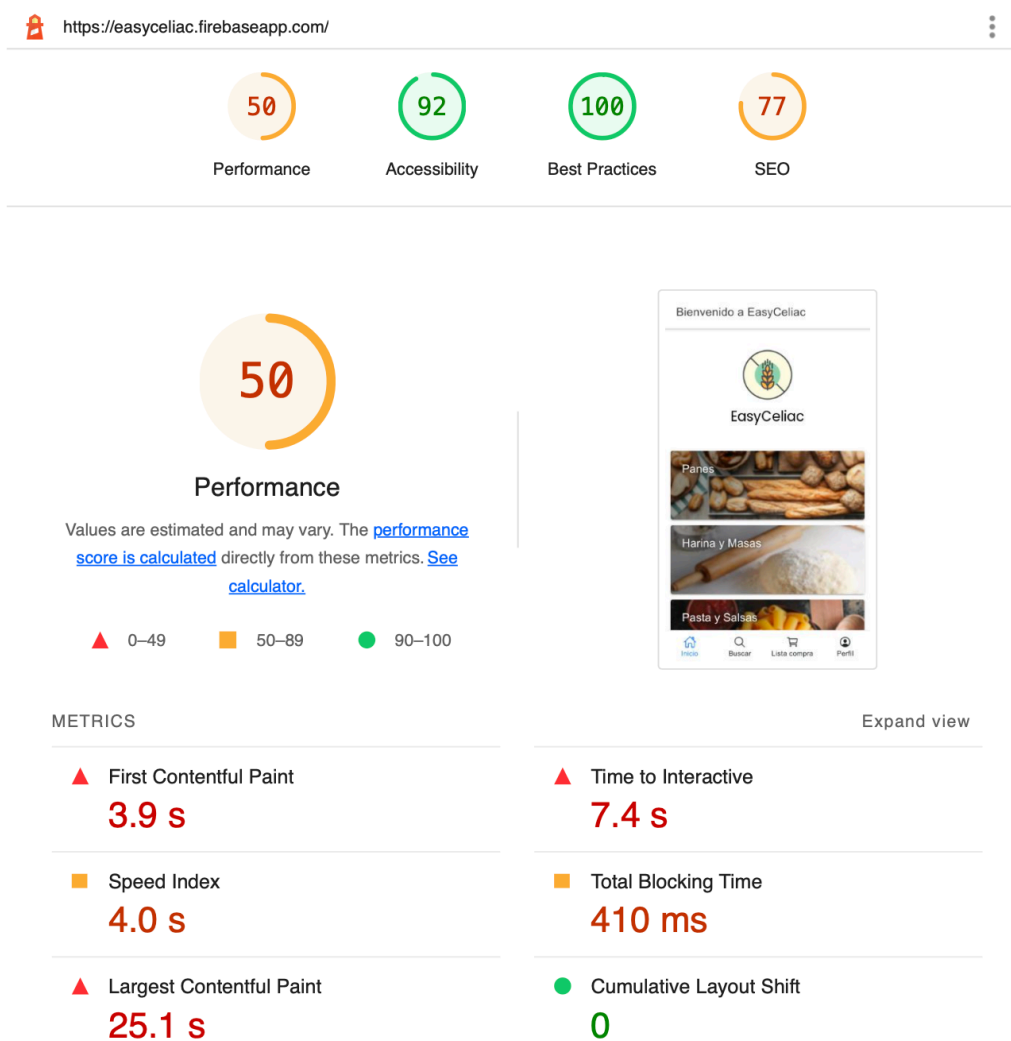 https://easyceliac.firebaseapp.com/
50
92
100
77
Performance
Accessibility
Best Practices
SEO
50
Performance
Values are estimated and may vary. The performance
score is calculated directly from these metrics. See
calculator.
0–49
50–89
90–100
Bienvenido a EasyCeliac
EasyCeliac
Panes
Harina y Masas
Pasta y Salsas
Inicio
Buscar
Lista compra
Perfil
METRICS
Expand view
First Contentful Paint
3.9 s
Time to Interactive
7.4 s
Speed Index
4.0 s
Total Blocking Time
410 ms
Largest Contentful Paint
25.1 s
Cumulative Layout Shift
0